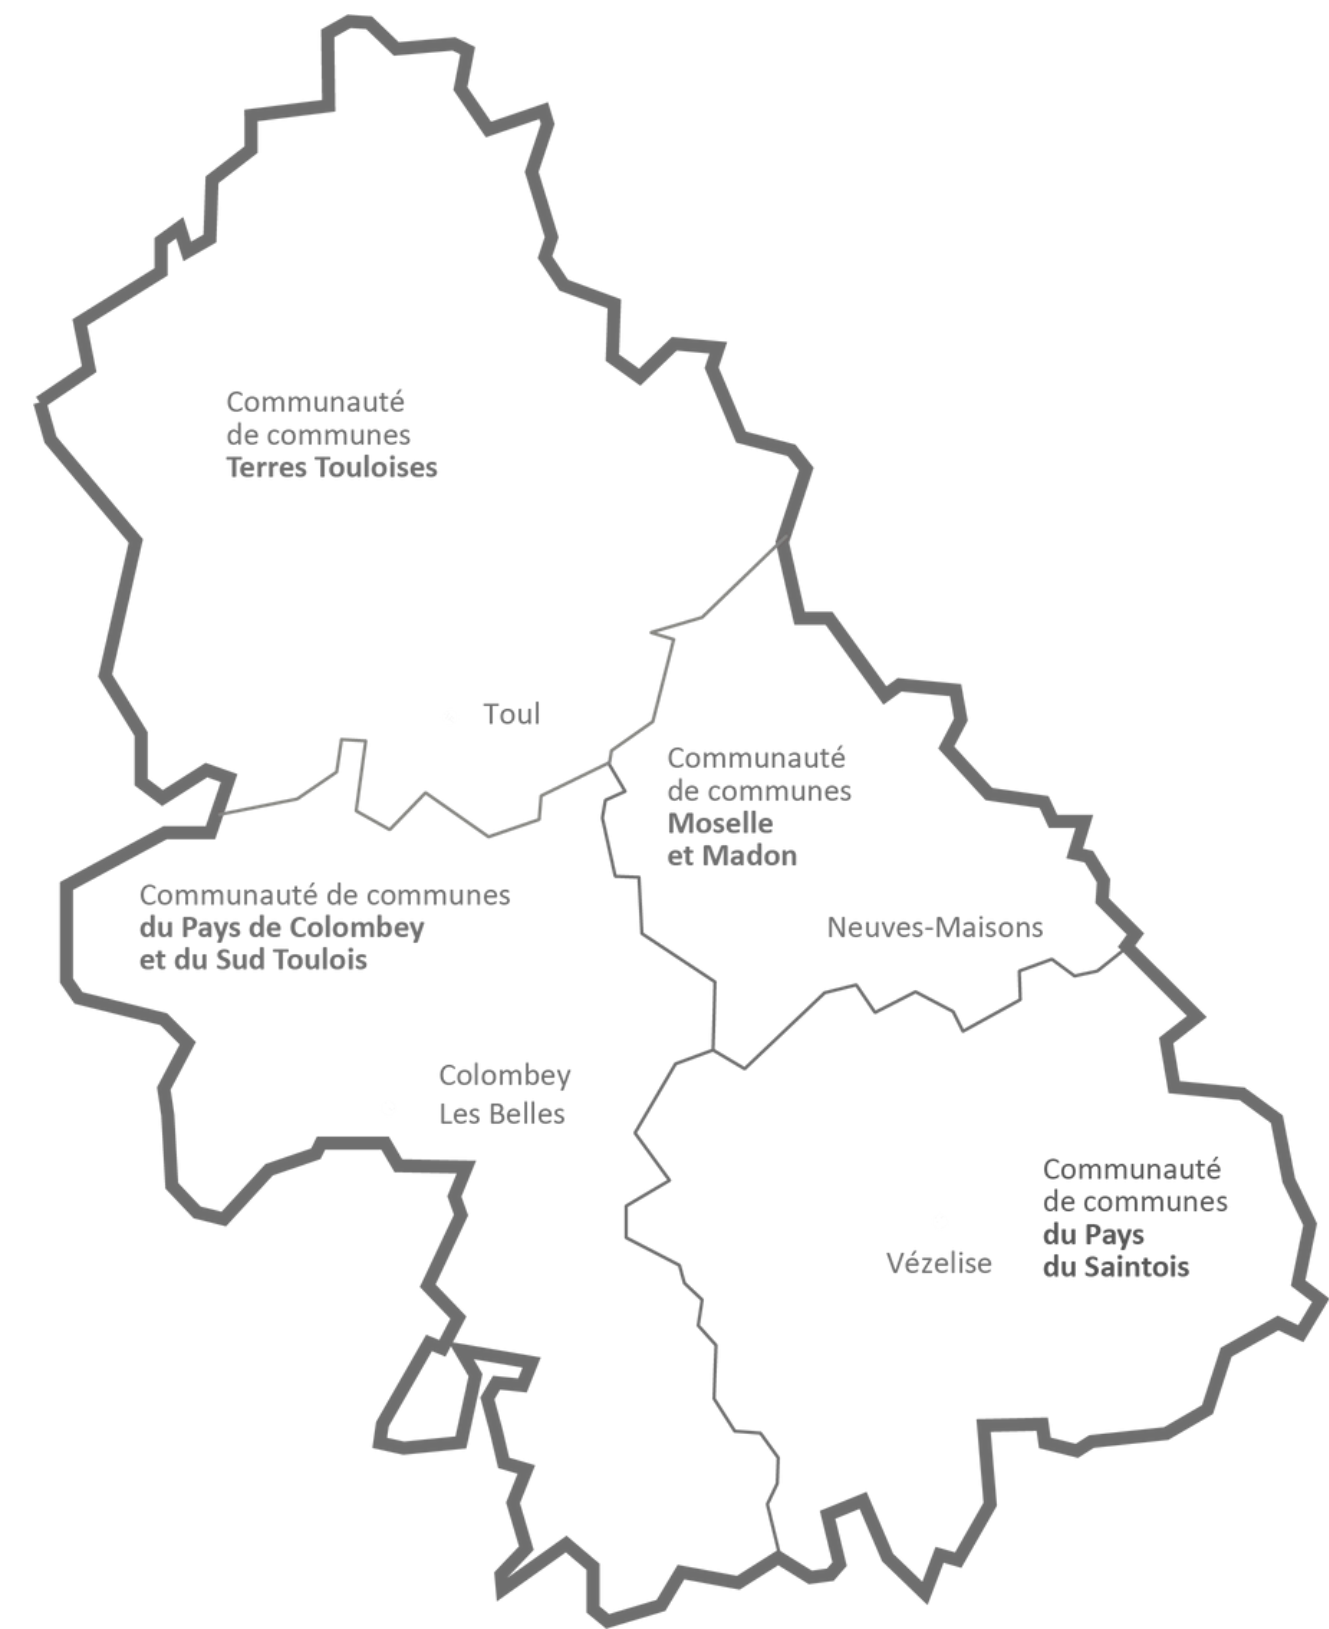 Communauté
de communes
Terres Touloises
Toul
Communauté
de communes
Moselle
et Madon
Communauté de communes
du Pays de Colombey
et du Sud Toulois
Neuves-Maisons
Colombey
Les Belles
Communauté
de communes
du Pays
du Saintois
Vézelise